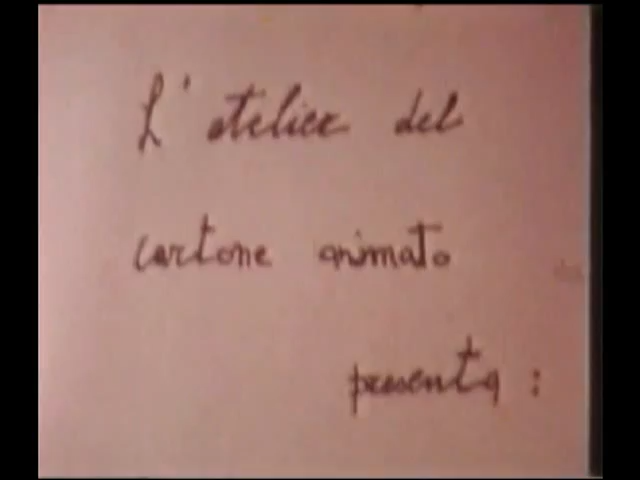 L'atelier del
cartone animato
presenta :